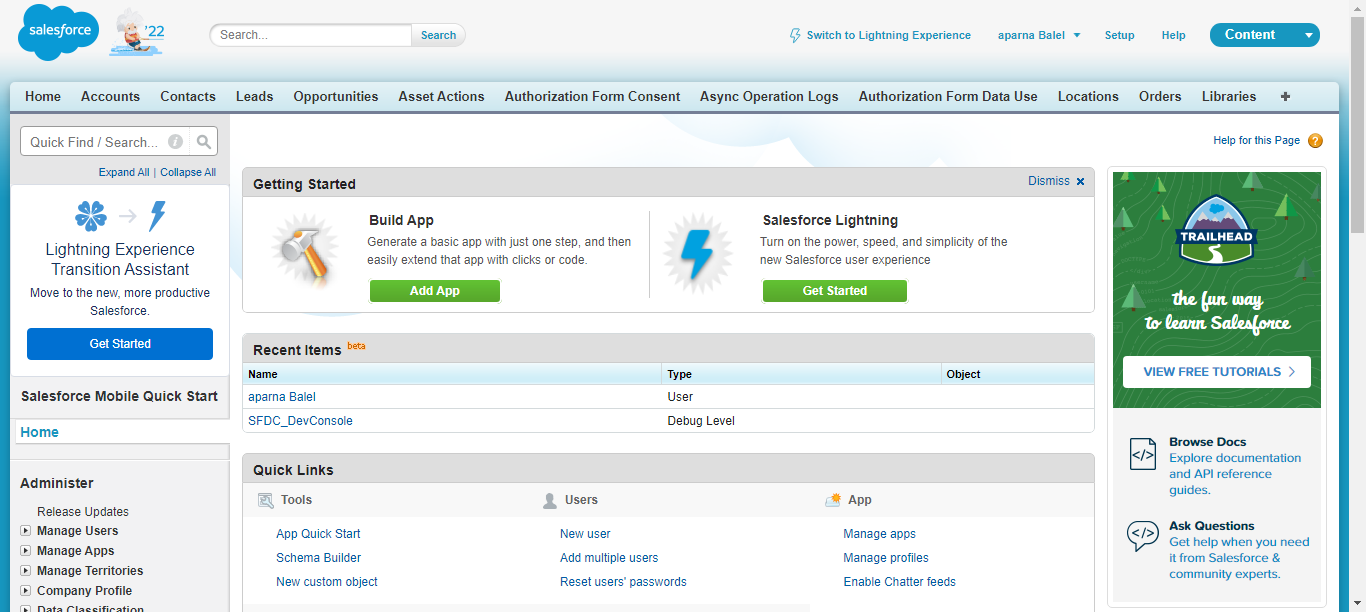 salesforce
'22
Search...
Search
Switch to Lightning Experience
aparna Balel
Setup
Help
Content
Home Accounts Contacts Leads Opportunities Asset Actions Authorization Form Consent Async Operation Logs Authorization Form Data Use Locations Orders Libraries +
Quick Find / Search...
Expand All | Collapse All
Lightning Experience
Transition Assistant
Move to the new, more productive
Salesforce.
Get Started
Salesforce Mobile Quick Start
Home
Administer
Release Updates
Manage Users
Manage Apps
Manage Territories
Company Profile
Data Classification
Help for this Page ?
Getting Started
Dismiss x
Build App
Generate a basic app with just one step, and then
easily extend that app with clicks or code.
Add App
Salesforce Lightning
Turn on the power, speed, and simplicity of the
new Salesforce user experience
Get Started
Recent Items beta
Name Type Object
aparna Balel User
SFDC_DevConsole Debug Level
Quick Links
Tools Users App
App Quick Start New user Manage apps
Schema Builder Add multiple users Manage profiles
New custom object Reset users' passwords Enable Chatter feeds
TRAILHEAD
the fun way
to learn Salesforce
VIEW FREE TUTORIALS >
</>
Browse Docs
Explore documentation
and API reference
guides.
</>
Ask Questions
Get help when you need
it from Salesforce &
community experts.